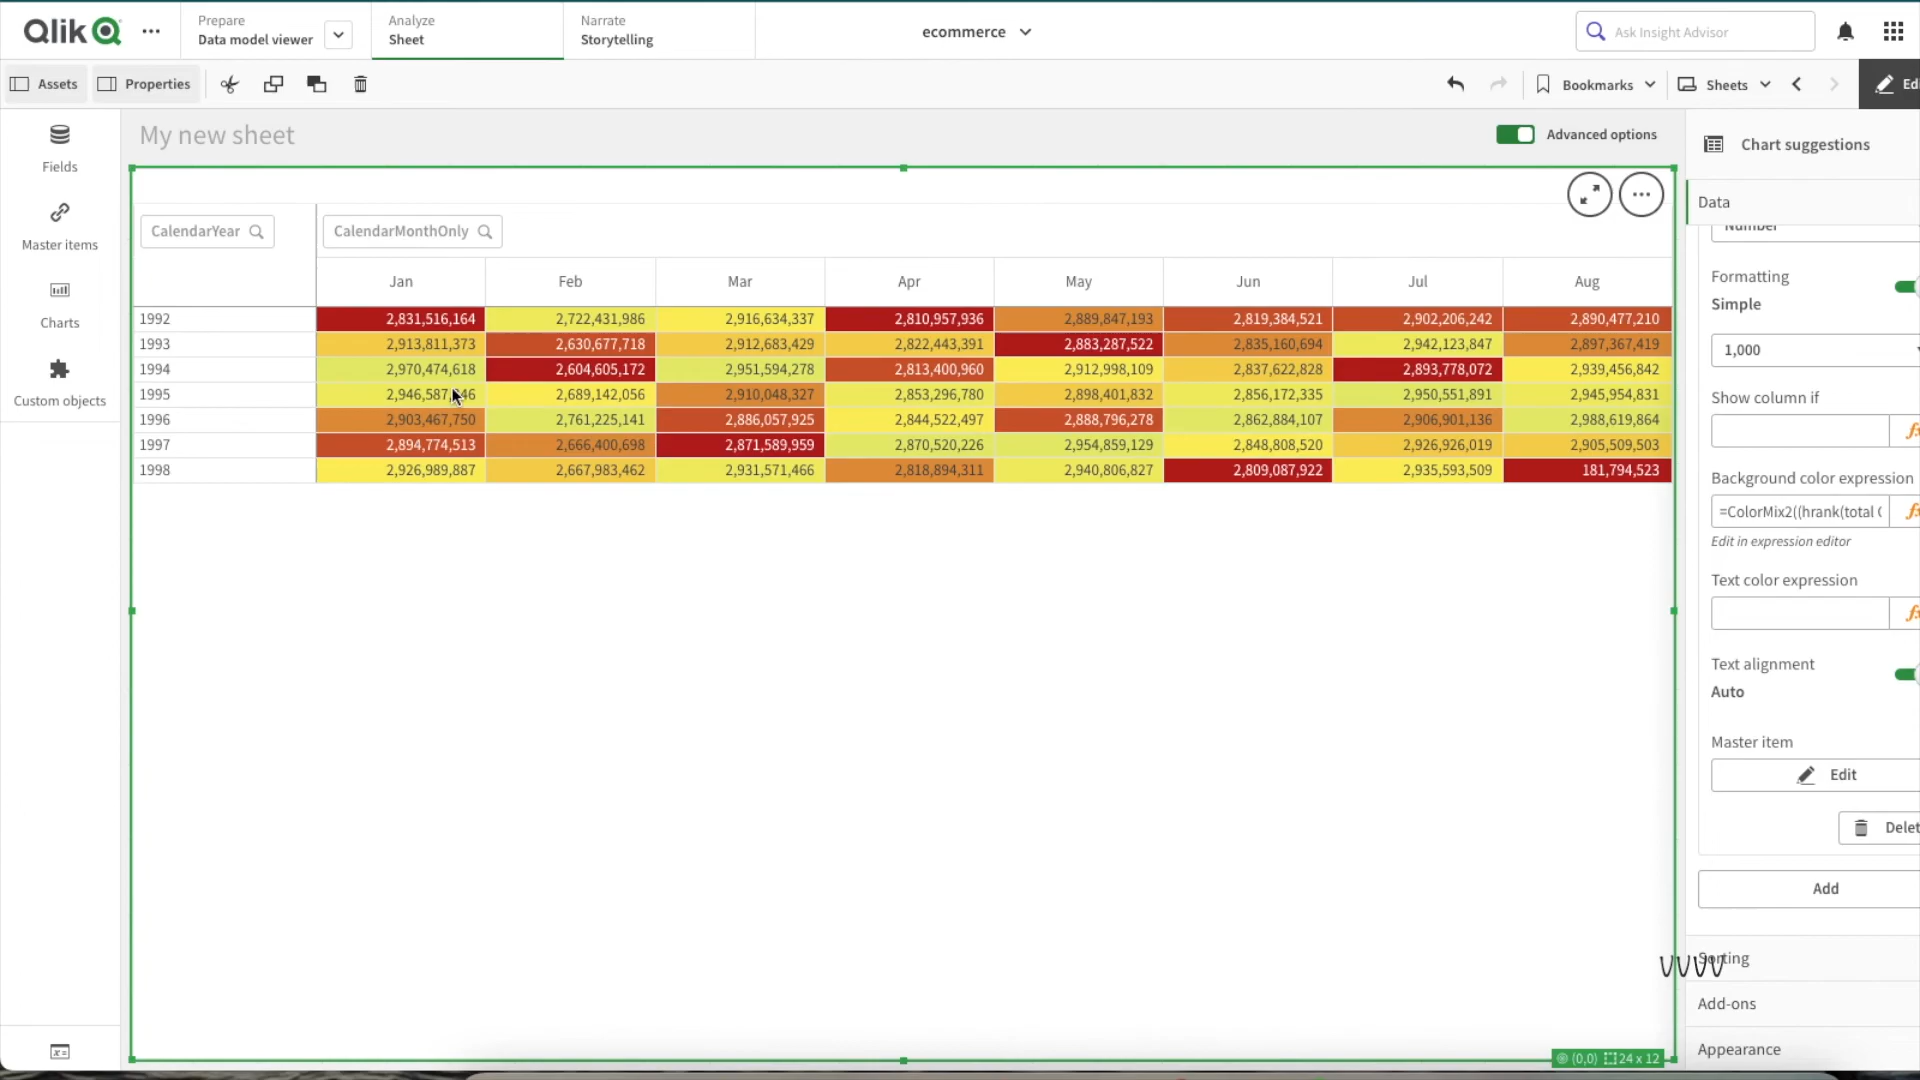 Qlik
Prepare
Data model viewer
Analyze
Sheet
Narrate
Storytelling
ecommerce
Ask Insight Advisor
Assets
Properties
Bookmarks
Sheets
Edi
My new sheet
Advanced options
Fields
Master items
Charts
Custom objects
CalendarYear
CalendarMonthOnly
Jan Feb Mar Apr May Jun Jul Aug
1992 2,831,516,164 2,722,431,986 2,916,634,337 2,810,957,936 2,889,847,193 2,819,384,521 2,902,206,242 2,890,477,210
1993 2,913,811,373 2,630,677,718 2,912,683,429 2,822,443,391 2,883,287,522 2,835,160,694 2,942,123,847 2,897,367,419
1994 2,970,474,618 2,604,605,172 2,951,594,278 2,813,400,960 2,912,998,109 2,837,622,828 2,893,778,072 2,939,456,842
1995 2,689,142,056 2,910,048,327 2,853,296,780 2,898,401,832 2,856,172,335 2,950,551,891 2,945,954,831
1996 2,903,467,750 2,761,225,141 2,886,057,925 2,844,522,497 2,888,796,278 2,862,884,107 2,906,901,136 2,988,619,864
1997 2,894,774,513 2,666,400,698 2,871,589,959 2,870,520,226 2,954,859,129 2,848,808,520 2,926,926,019 2,905,509,503
1998 2,926,989,887 2,667,983,462 2,931,571,466 2,818,894,311 2,940,806,827 2,809,087,922 2,935,593,509 181,794,523
(0,0) 24 x 12
Chart suggestions
Data
Number
Formatting
Simple
1,000
Show column if
Background color expression
=ColorMix2((hrank(total (
Edit in expression editor
Text color expression
Text alignment
Auto
Master item
Edit
Delet
Add
Sorting
Add-ons
Appearance